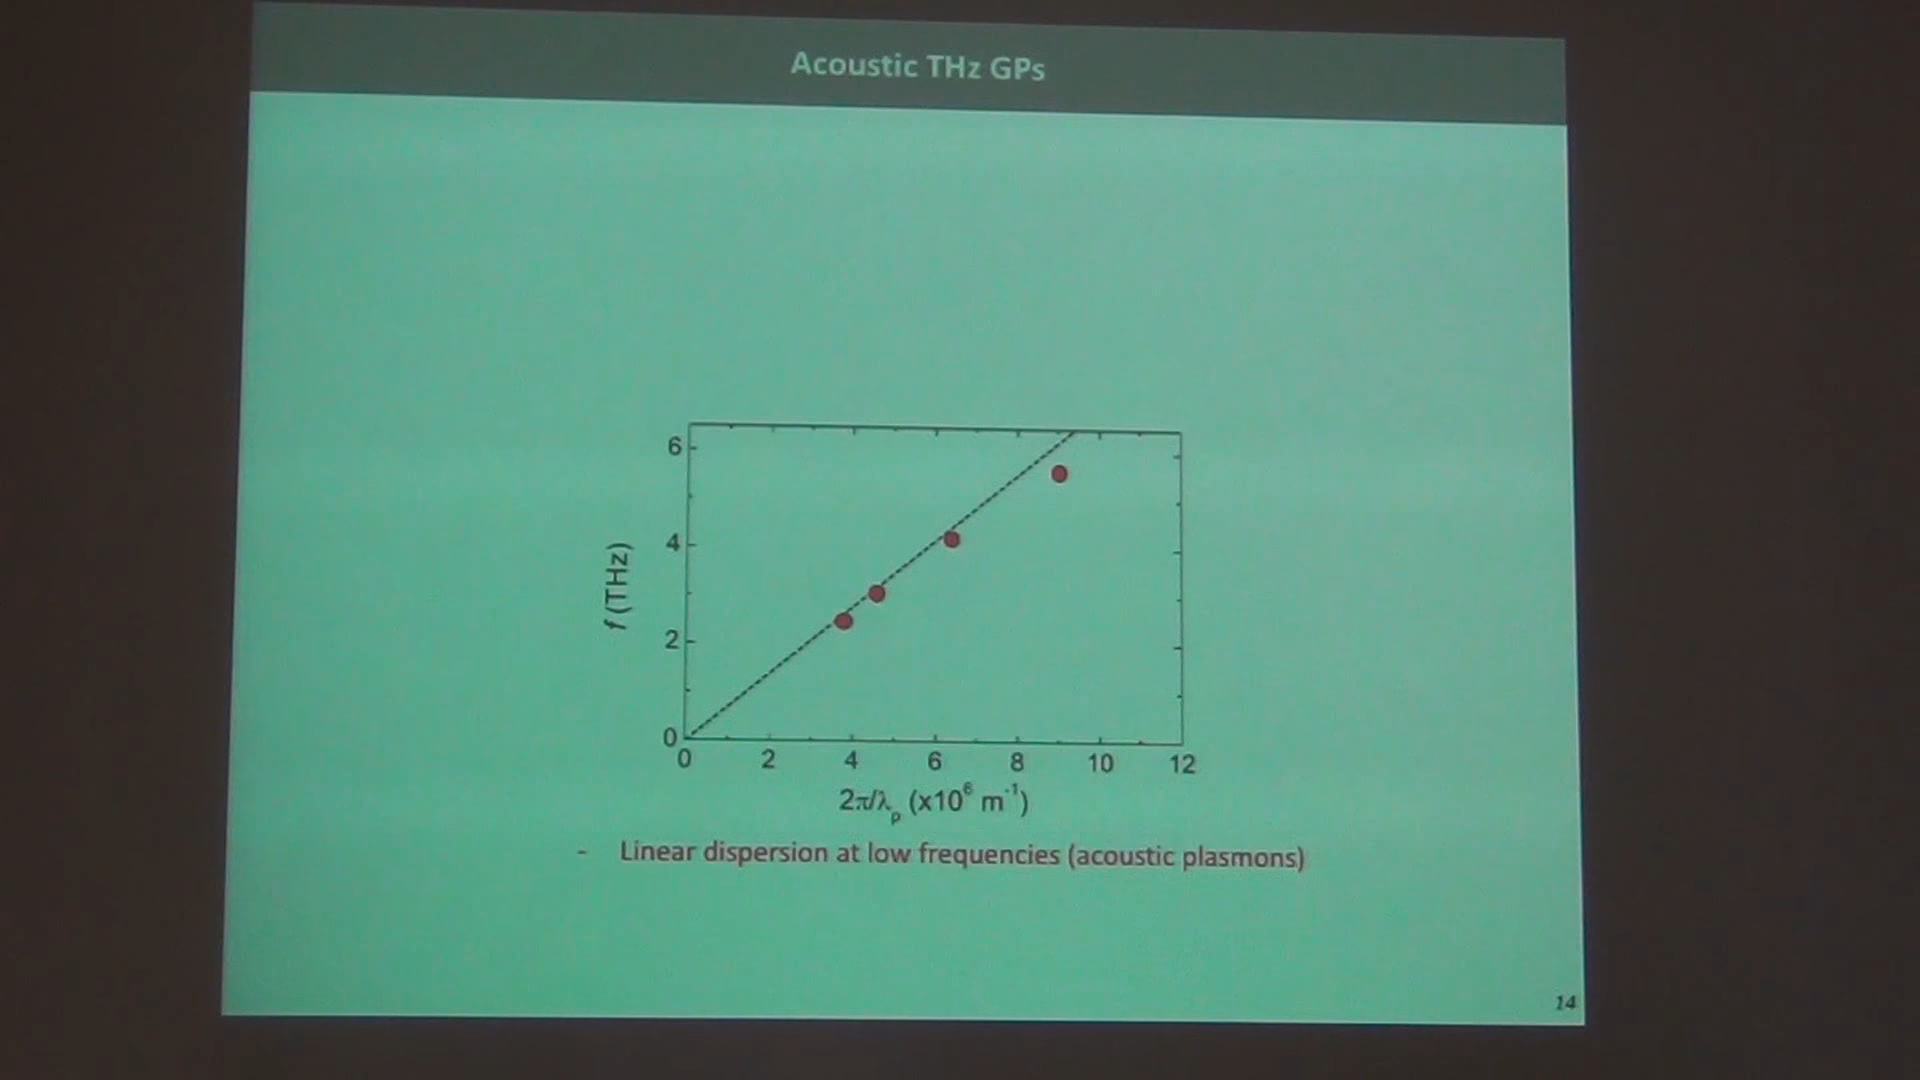 Acoustic THz GPs
6
4
2
0
f (THz)
0 2 4 6 8 10 12
2π/λp (x10⁶ m⁻¹)
- Linear dispersion at low frequencies (acoustic plasmons)
14